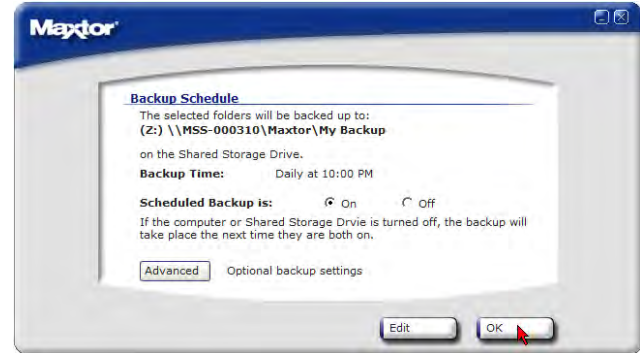 Maxtor
Backup Schedule
The selected folders will be backed up to:
(Z:) \\MSS-000310\Maxtor\My Backup
on the Shared Storage Drive.
Backup Time: Daily at 10:00 PM
Scheduled Backup is: On Off
If the computer or Shared Storage Drvie is turned off, the backup will
take place the next time they are both on.
Advanced Optional backup settings
Edit OK